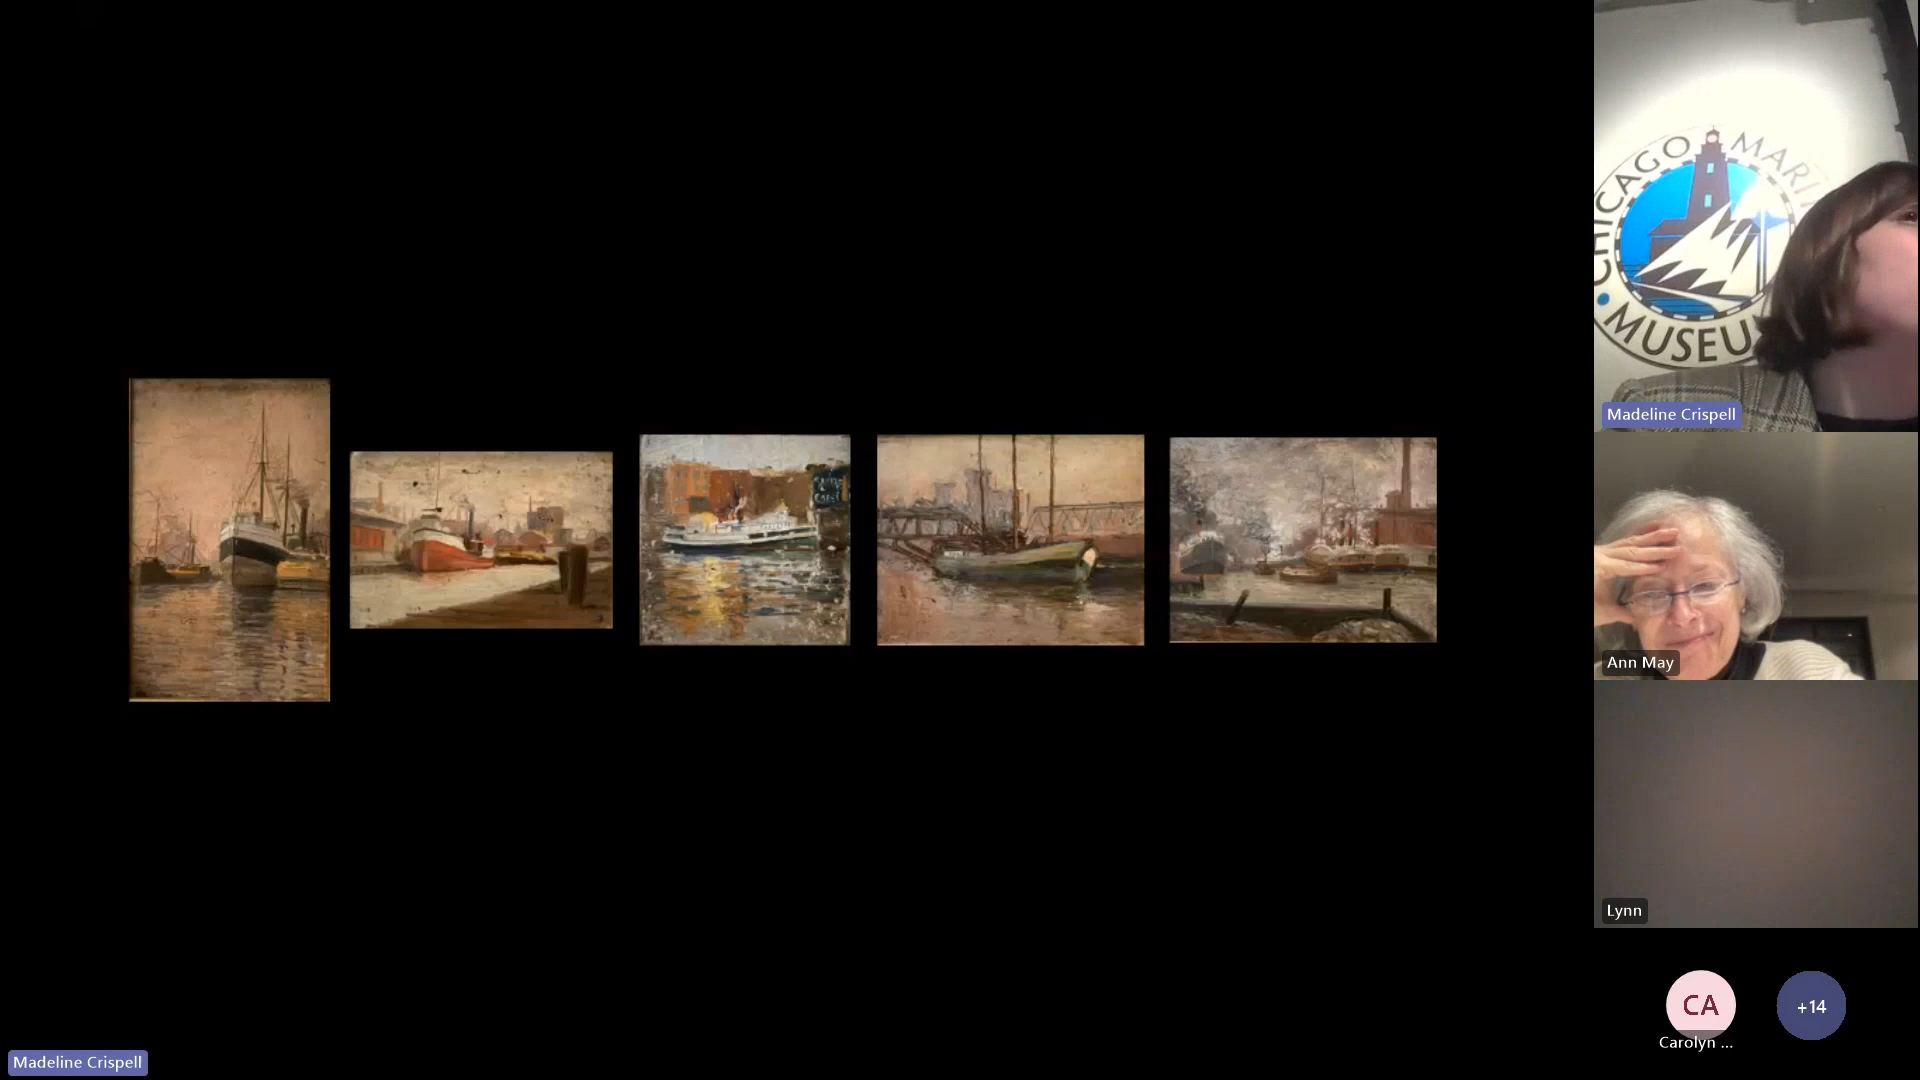 CHICAGO MARI
MUSEU
Madeline Crispell
Ann May
Lynn
CA
Carolyn ...
+14
Madeline Crispell